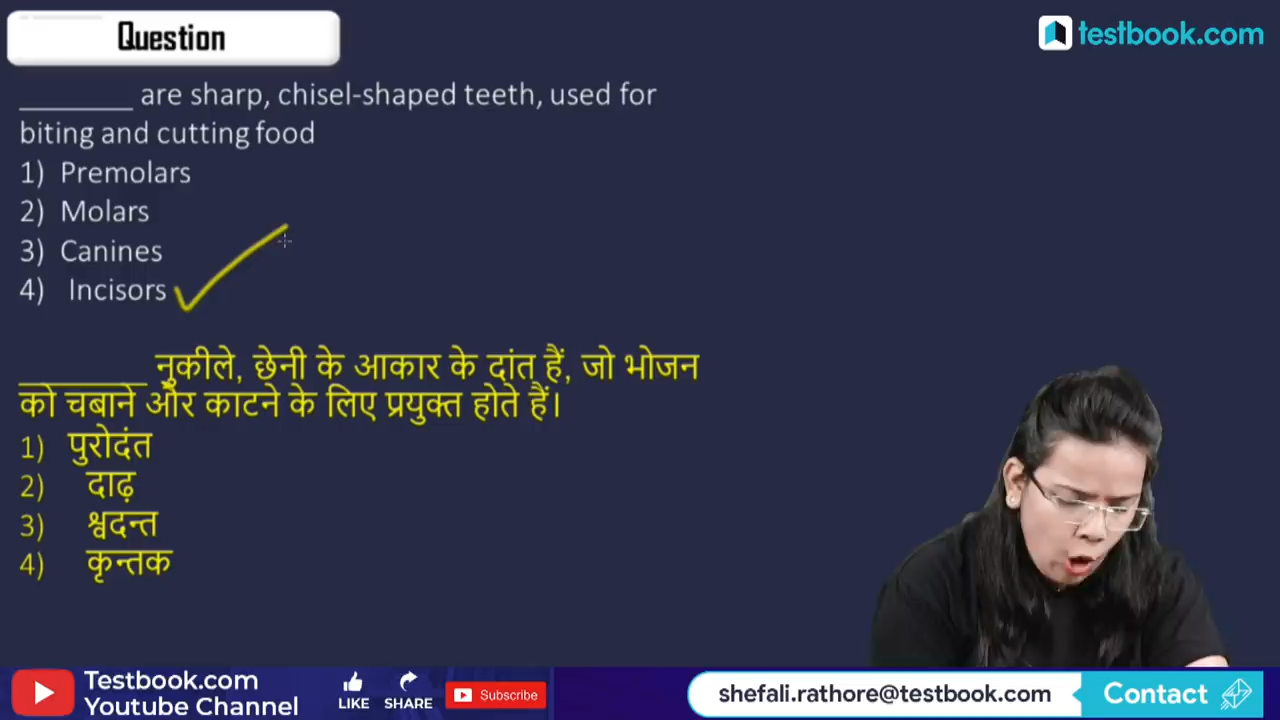 Question
testbook.com
________ are sharp, chisel-shaped teeth, used for
biting and cutting food
1) Premolars
2) Molars
3) Canines
4) Incisors
________ नुकीले, छेनी के आकार के दांत हैं, जो भोजन
को चबाने और काटने के लिए प्रयुक्त होते हैं।
1) पुरोदंत
2) दाढ़
3) श्वदन्त
4) कृन्तक
Testbook.com
YouTube Channel
LIKE
SHARE
Subscribe
shefali.rathore@testbook.com
Contact